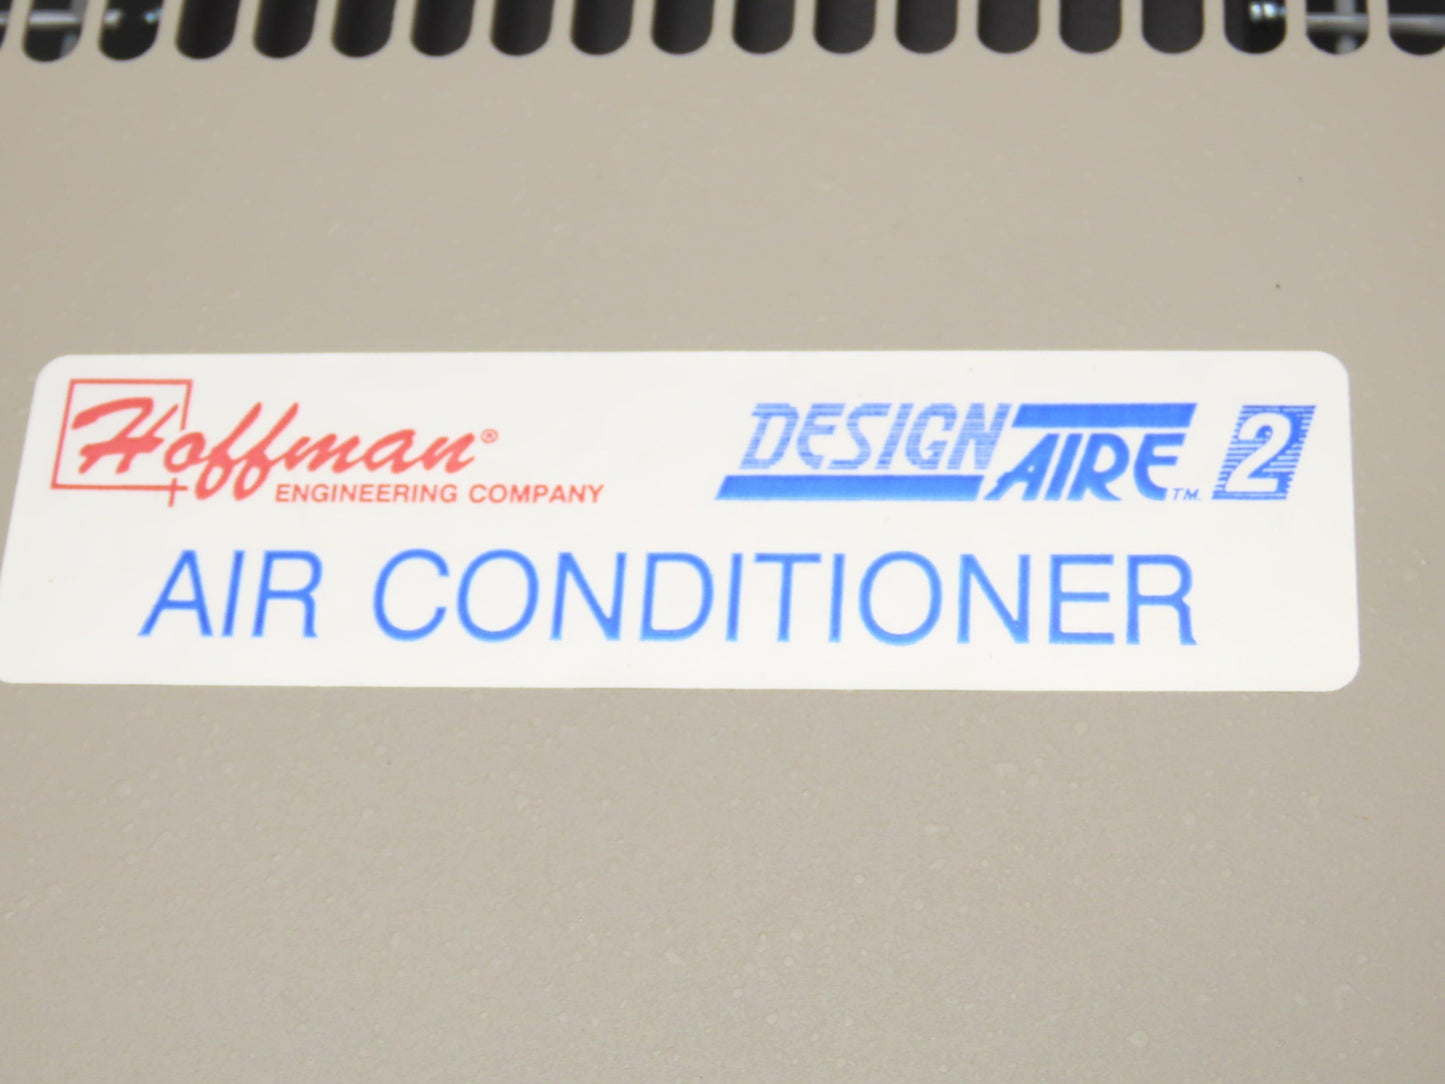 Hoffman®
ENGINEERING COMPANY
DESIGN AIRE™ 2
AIR CONDITIONER